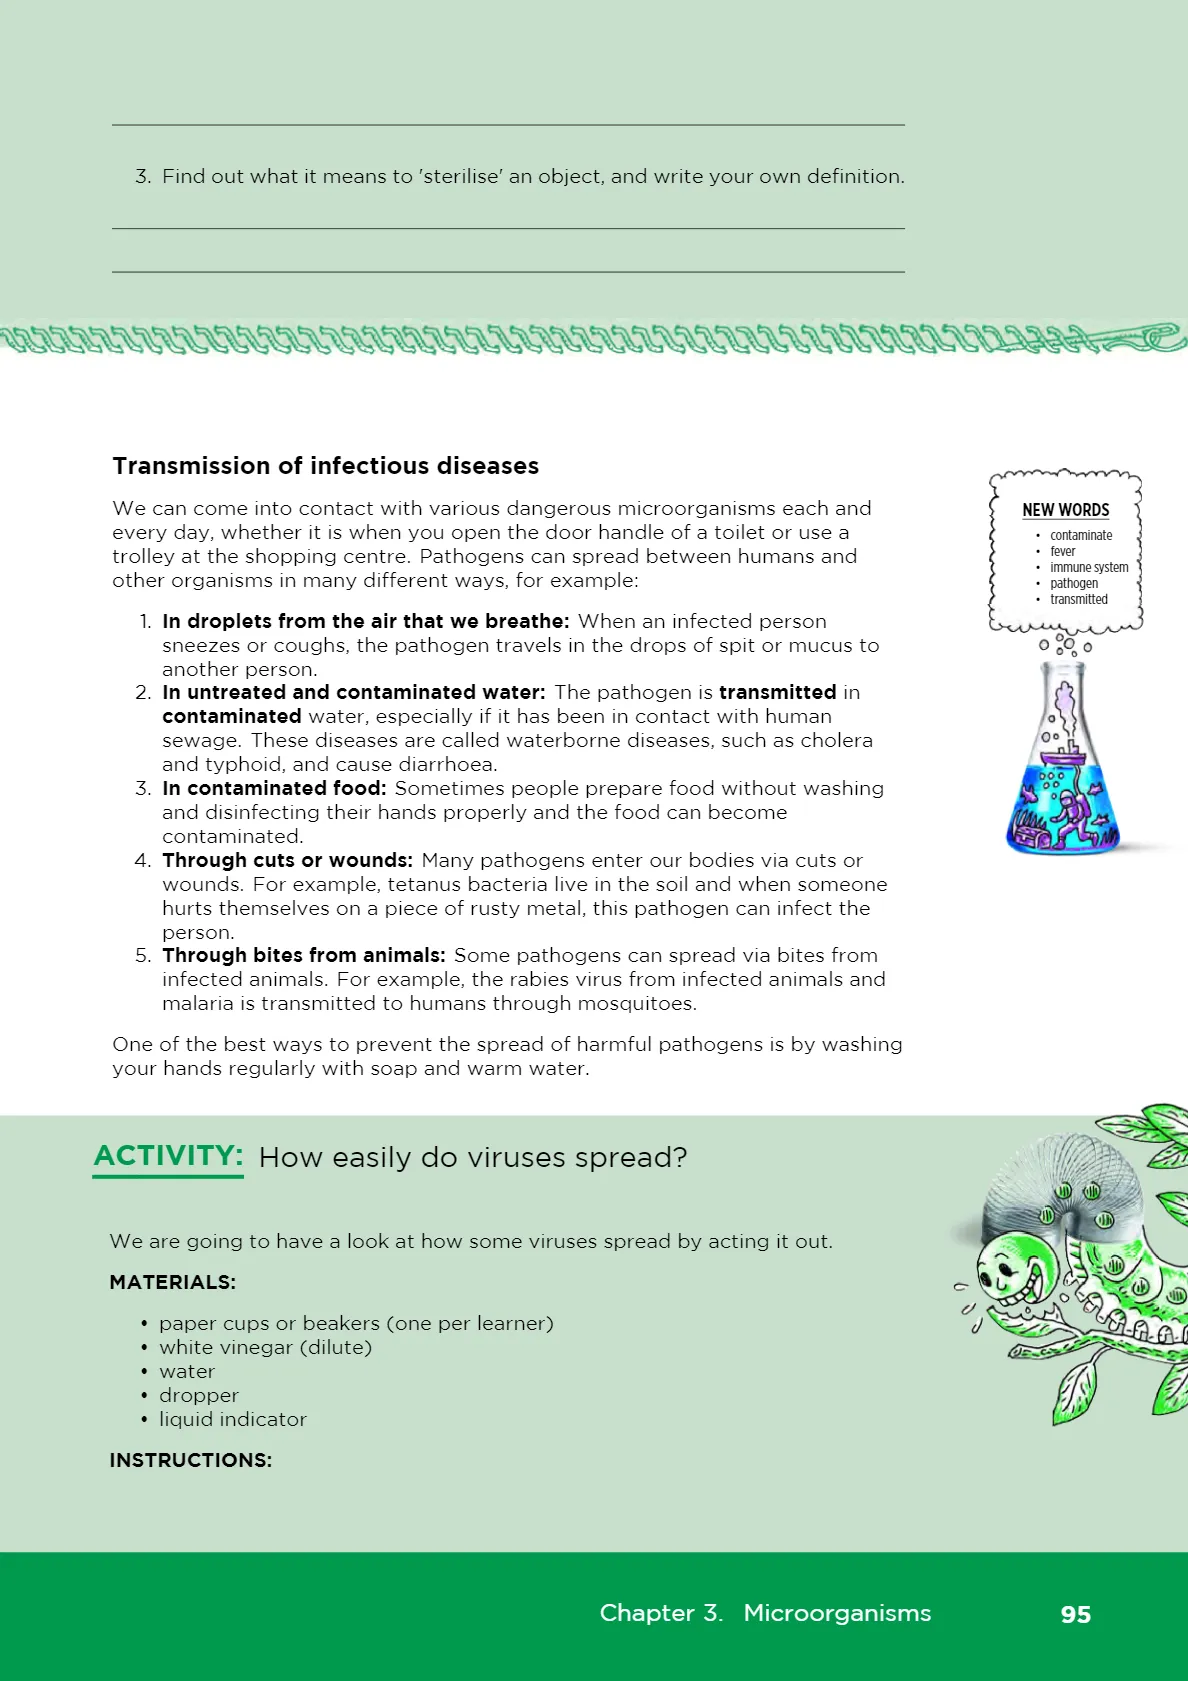 3. Find out what it means to 'sterilise' an object, and write your own definition.
Transmission of infectious diseases
We can come into contact with various dangerous microorganisms each and
every day, whether it is when you open the door handle of a toilet or use a
trolley at the shopping centre. Pathogens can spread between humans and
other organisms in many different ways, for example:
1. In droplets from the air that we breathe: When an infected person
sneezes or coughs, the pathogen travels in the drops of spit or mucus to
another person.
2. In untreated and contaminated water: The pathogen is transmitted in
contaminated water, especially if it has been in contact with human
sewage. These diseases are called waterborne diseases, such as cholera
and typhoid, and cause diarrhoea.
3. In contaminated food: Sometimes people prepare food without washing
and disinfecting their hands properly and the food can become
contaminated.
4. Through cuts or wounds: Many pathogens enter our bodies via cuts or
wounds. For example, tetanus bacteria live in the soil and when someone
hurts themselves on a piece of rusty metal, this pathogen can infect the
person.
5. Through bites from animals: Some pathogens can spread via bites from
infected animals. For example, the rabies virus from infected animals and
malaria is transmitted to humans through mosquitoes.
One of the best ways to prevent the spread of harmful pathogens is by washing
your hands regularly with soap and warm water.
NEW WORDS
• contaminate
• fever
• immune system
• pathogen
• transmitted
ACTIVITY: How easily do viruses spread?
We are going to have a look at how some viruses spread by acting it out.
MATERIALS:
• paper cups or beakers (one per learner)
• white vinegar (dilute)
• water
• dropper
• liquid indicator
INSTRUCTIONS:
Chapter 3. Microorganisms 95